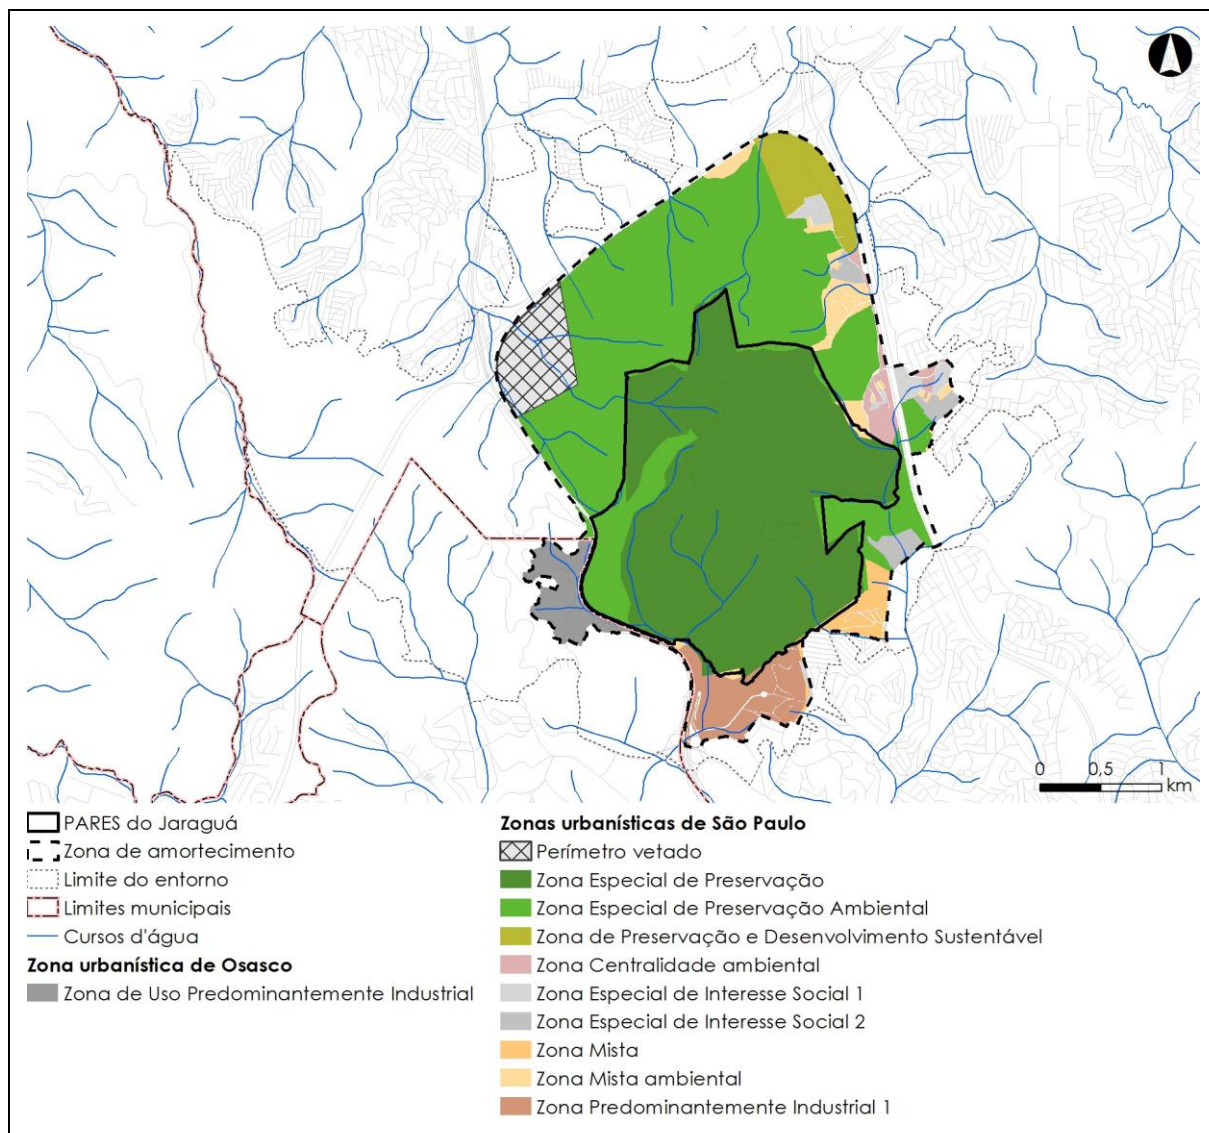 0 0,5 1
km
PARES do Jaraguá
Zona de amortecimento
Limite do entorno
Limites municipais
Cursos d'água
Zona urbanística de Osasco
Zona de Uso Predominantemente Industrial
Zonas urbanísticas de São Paulo
Perímetro vetado
Zona Especial de Preservação
Zona Especial de Preservação Ambiental
Zona de Preservação e Desenvolvimento Sustentável
Zona Centralidade ambiental
Zona Especial de Interesse Social 1
Zona Especial de Interesse Social 2
Zona Mista
Zona Mista ambiental
Zona Predominantemente Industrial 1